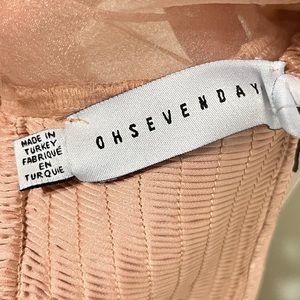 OHSEVENDAY
MADE IN
TURKEY
FABRIQUÉ
EN
TURQUIE